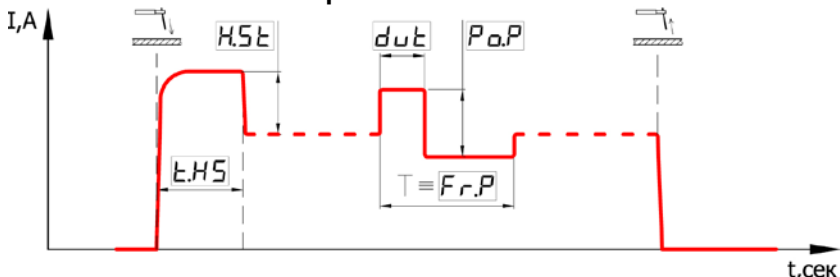 I,A
H.St
dut
Po.P
t.HS
T ≡ Fr.P
t,сек